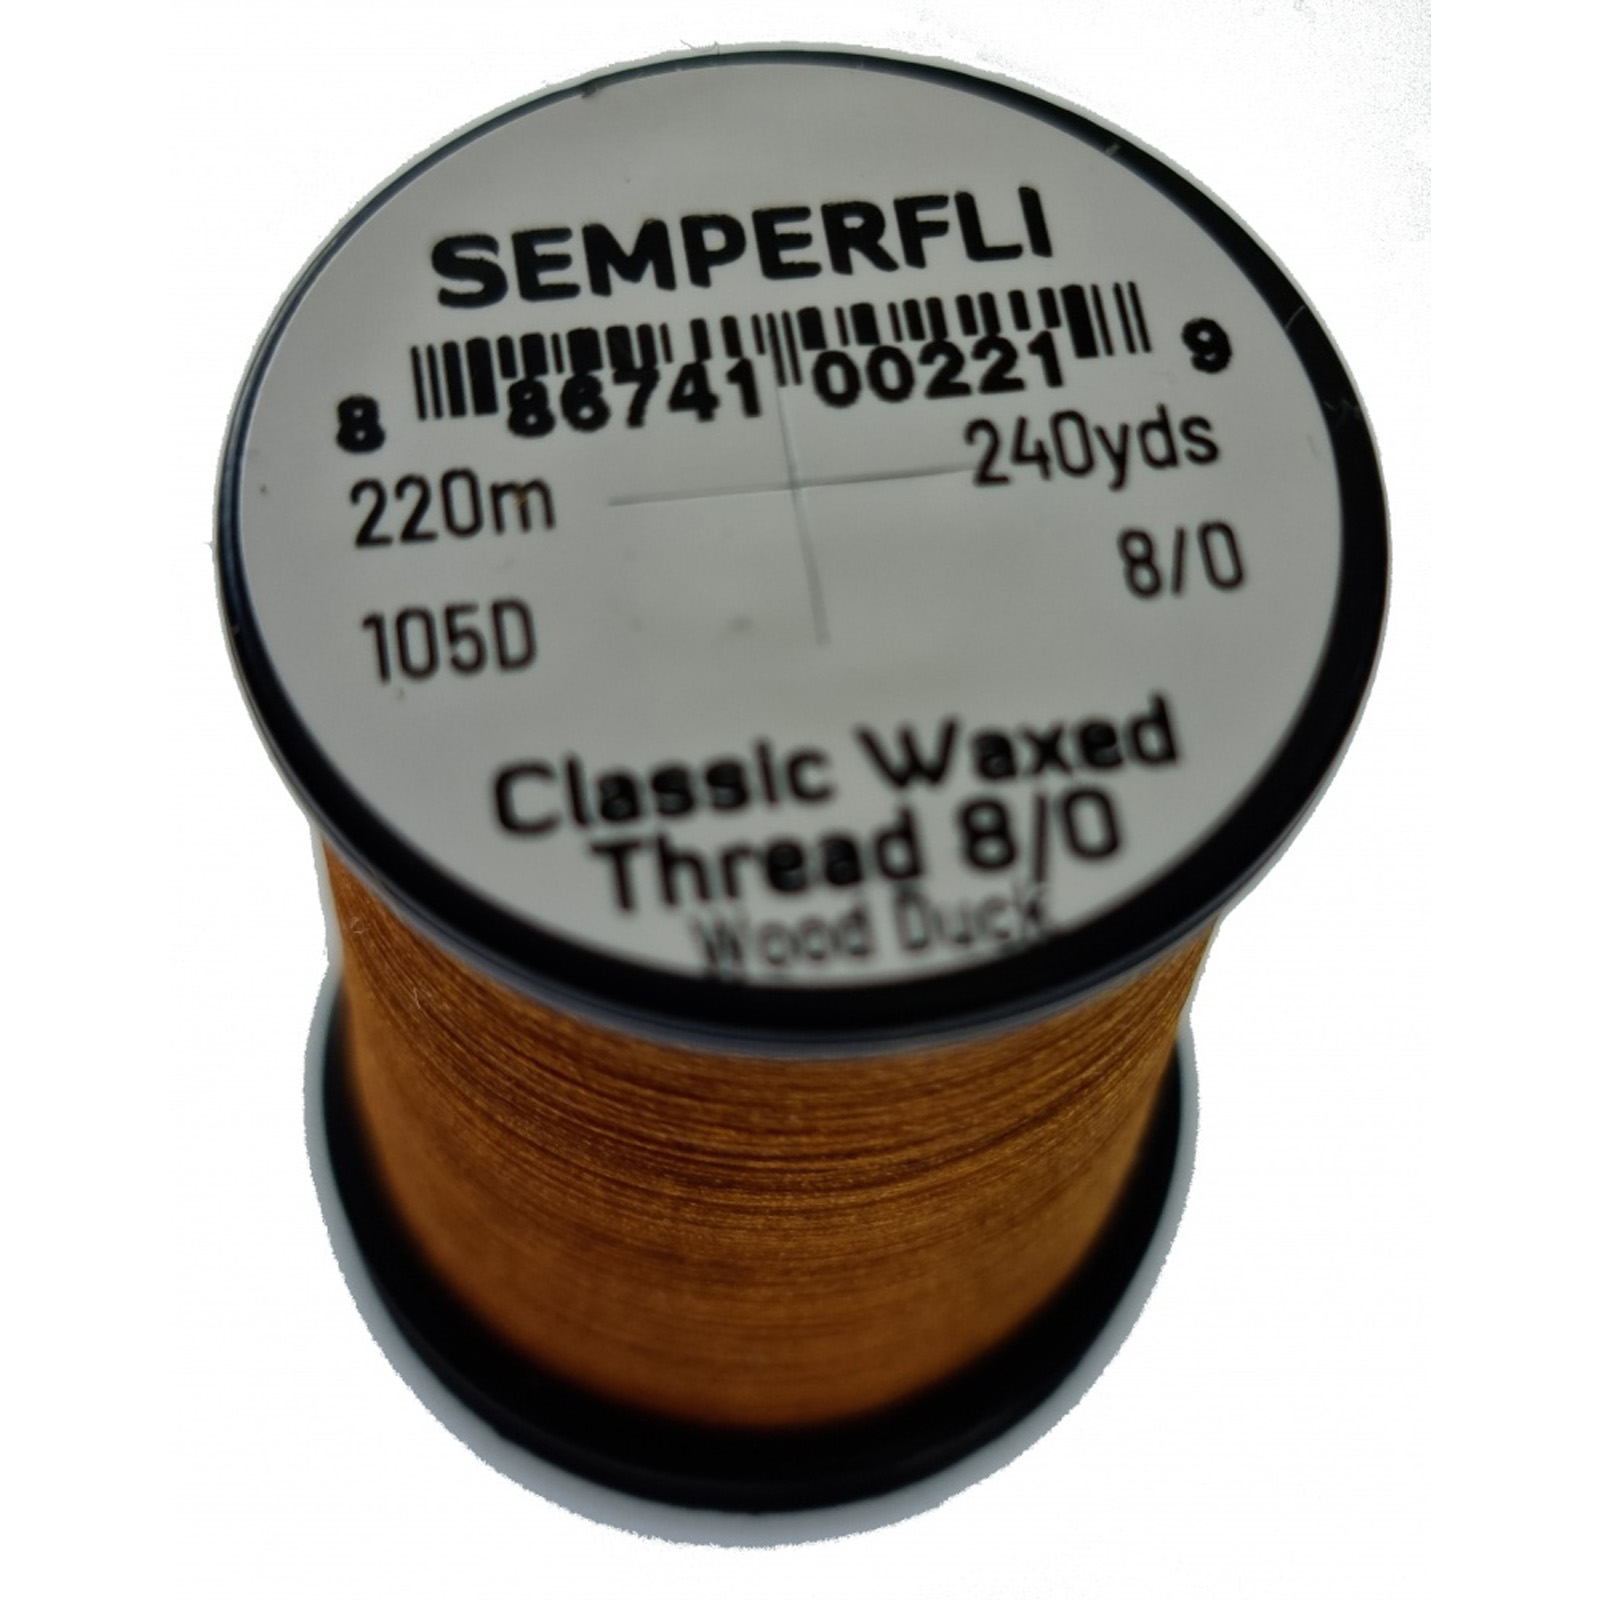 SEMPERFLI
8 86741 00221 9
220m 240yds
105D 8/0
Classic Waxed
Thread 8/0
Wood Duck